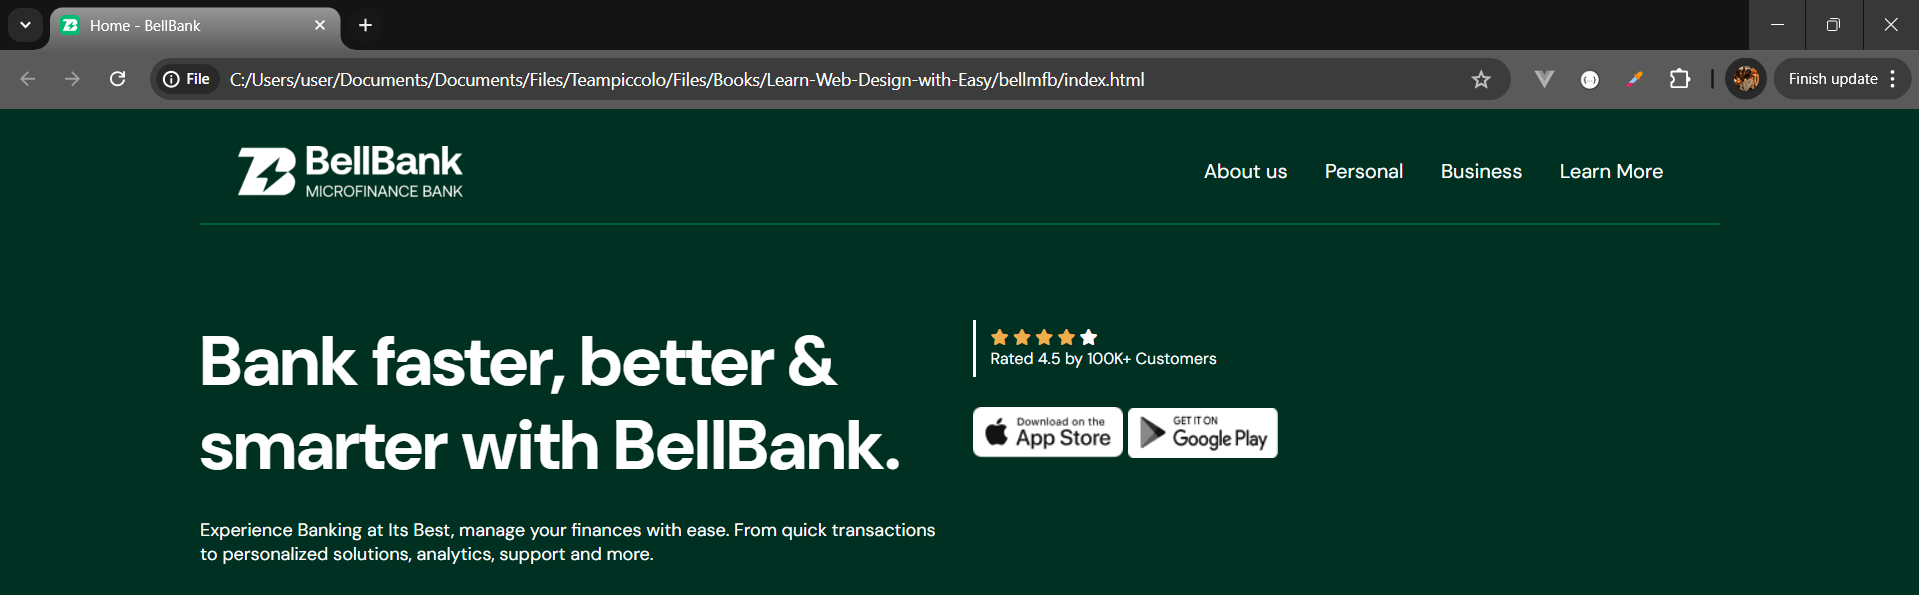 Home - BellBank
File
C:/Users/user/Documents/Documents/Files/Teampiccolo/Files/Books/Learn-Web-Design-with-Easy/bellmfb/index.html
Finish update
BellBank
MICROFINANCE BANK
About us
Personal
Business
Learn More
Bank faster, better &
smarter with BellBank.
Experience Banking at Its Best, manage your finances with ease. From quick transactions
to personalized solutions, analytics, support and more.
Rated 4.5 by 100K+ Customers
Download on the
App Store
GET IT ON
Google Play